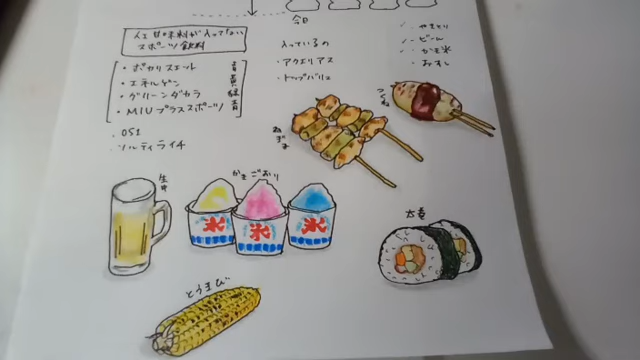 今日
人工甘味料が入ってない
スポーツ飲料
・ポカリスエット 青
・エネルゲン 青
・グリーンダカラ 緑
・MIUプラススポーツ 青
・OS1
・ソルティライチ
入っているの
・アクエリアス
・トップバリュ
✓ やきとり
✓ ビール
✓ かき氷
つくね
ねぎま
生中
かきごおり
氷
氷
氷
太巻
とうきび